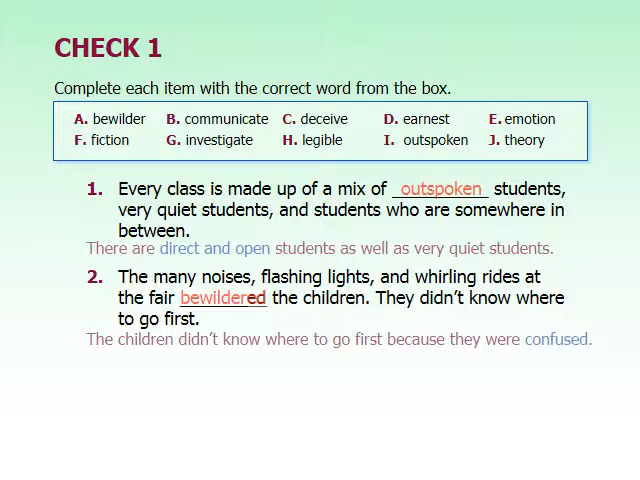 CHECK 1
Complete each item with the correct word from the box.
A. bewilder B. communicate C. deceive D. earnest E. emotion
F. fiction G. investigate H. legible I. outspoken J. theory
1. Every class is made up of a mix of outspoken students,
very quiet students, and students who are somewhere in
between.
There are direct and open students as well as very quiet students.
2. The many noises, flashing lights, and whirling rides at
the fair bewildered the children. They didn’t know where
to go first.
The children didn’t know where to go first because they were confused.